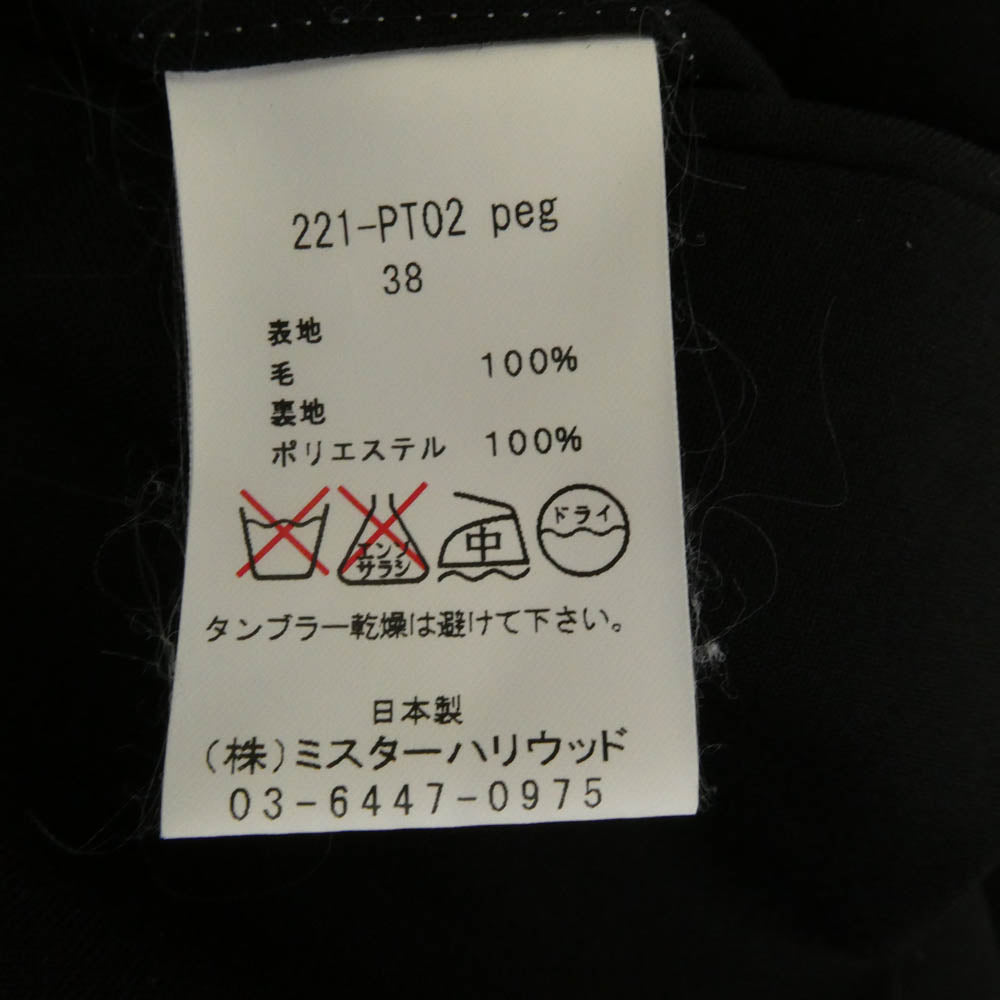 221-PT02 peg
38
表地
毛 100%
裏地
ポリエステル 100%
エンソ
サラシ
中
ドライ
タンブラー乾燥は避けて下さい。
日本製
(株)ミスターハリウッド
03-6447-0975